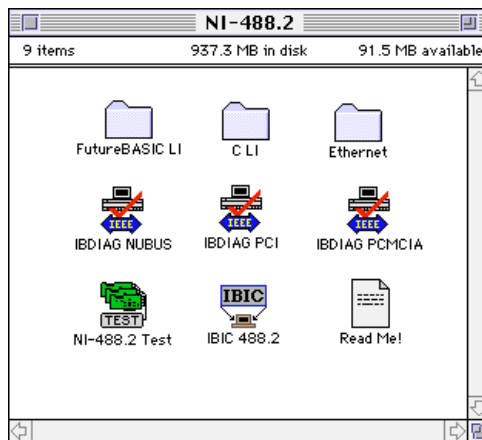 NI-488.2
9 items 937.3 MB in disk 91.5 MB available
FutureBASIC LI C LI Ethernet
IEEE IEEE IEEE
IBDIAG NUBUS IBDIAG PCI IBDIAG PCMCIA
TEST IBIC
NI-488.2 Test IBIC 488.2 Read Me!